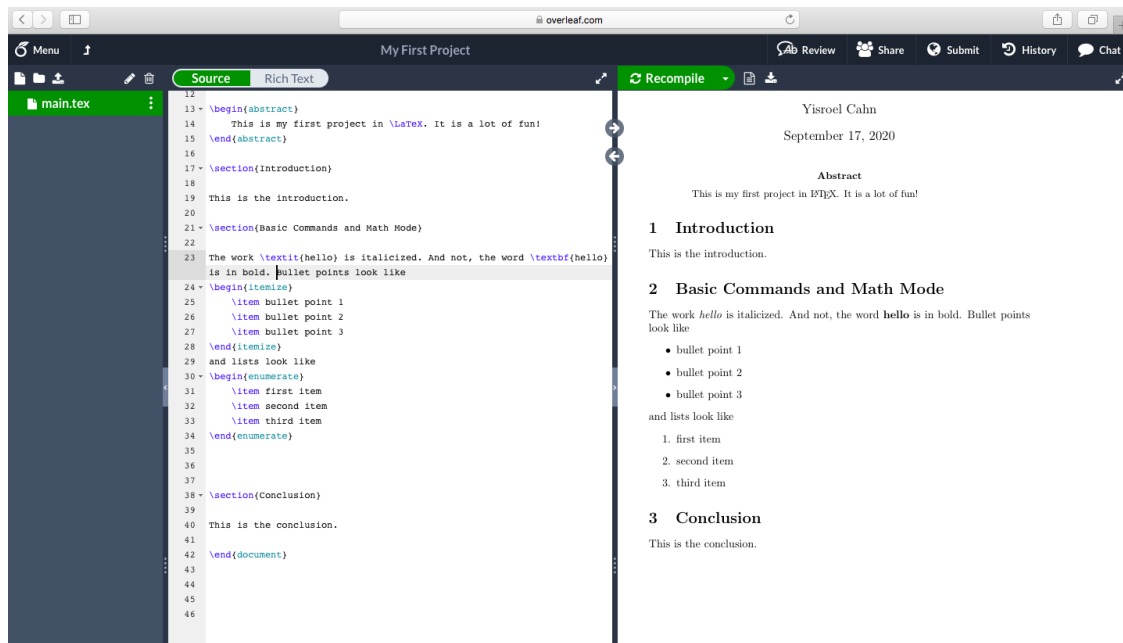 overleaf.com
Menu
My First Project
Review
Share
Submit
History
Chat
Source
Rich Text
Recompile
main.tex
12
13 \begin{abstract}
14 This is my first project in \LaTeX. It is a lot of fun!
15 \end{abstract}
16
17 \section{Introduction}
18
19 This is the introduction.
20
21 \section{Basic Commands and Math Mode}
22
23 The work \textit{hello} is italicized. And not, the word \textbf{hello}
is in bold. Bullet points look like
24 \begin{itemize}
25 \item bullet point 1
26 \item bullet point 2
27 \item bullet point 3
28 \end{itemize}
29 and lists look like
30 \begin{enumerate}
31 \item first item
32 \item second item
33 \item third item
34 \end{enumerate}
35
36
37
38 \section{Conclusion}
39
40 This is the conclusion.
41
42 \end{document}
43
44
45
46
Yisroel Cahn
September 17, 2020
Abstract
This is my first project in LATEX. It is a lot of fun!
1 Introduction
This is the introduction.
2 Basic Commands and Math Mode
The work hello is italicized. And not, the word hello is in bold. Bullet points
look like
• bullet point 1
• bullet point 2
• bullet point 3
and lists look like
1. first item
2. second item
3. third item
3 Conclusion
This is the conclusion.